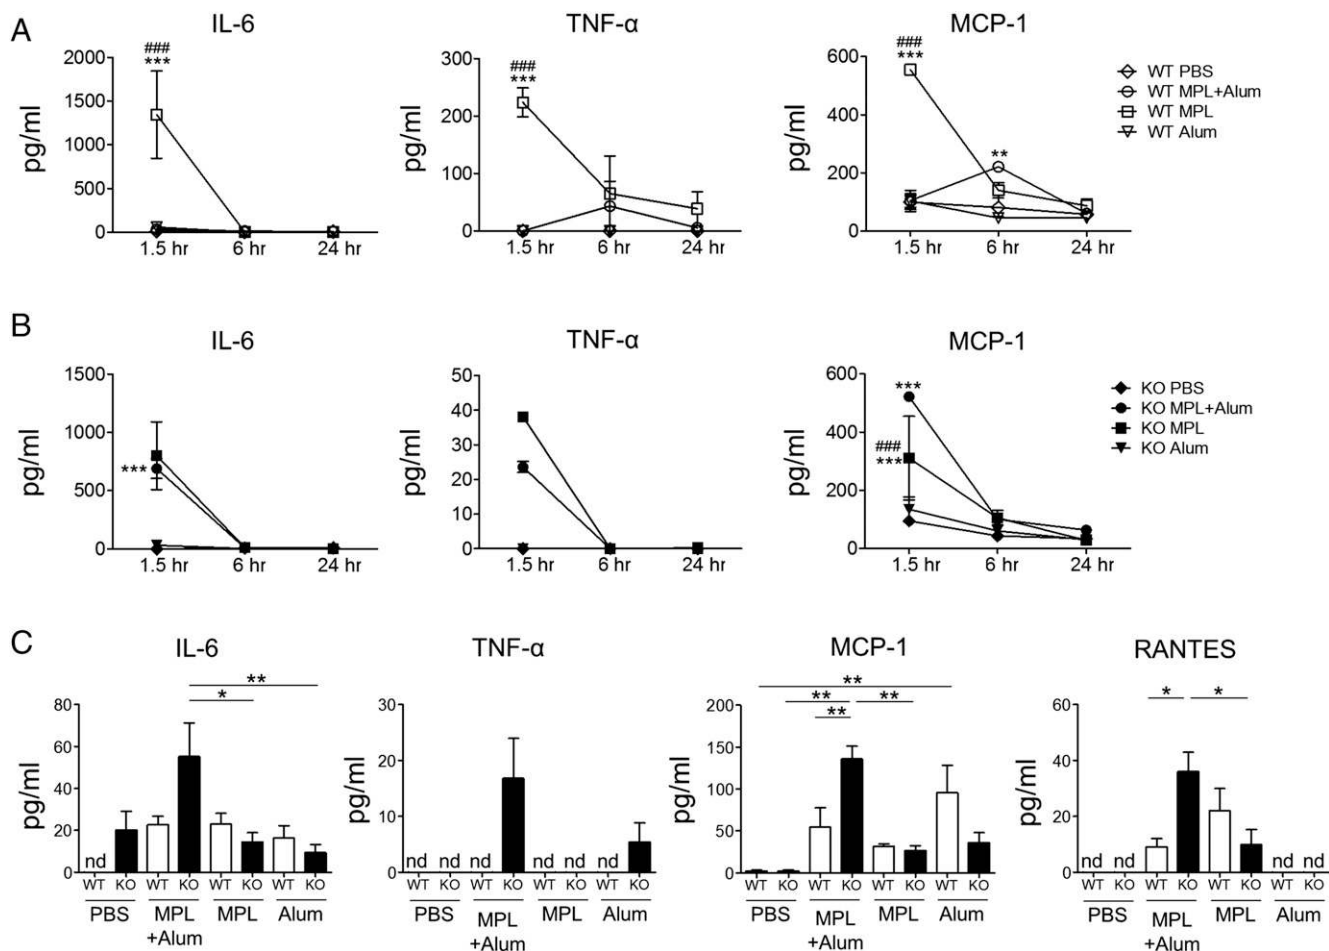 A
IL-6
TNF-α
MCP-1
###
***
###
***
###
***
**
pg/ml
2000
1500
1000
500
0
1.5 hr
6 hr
24 hr
pg/ml
300
200
100
0
1.5 hr
6 hr
24 hr
pg/ml
600
400
200
0
1.5 hr
6 hr
24 hr
WT PBS
WT MPL+Alum
WT MPL
WT Alum
B
IL-6
TNF-α
MCP-1
pg/ml
1500
1000
500
0
***
1.5 hr
6 hr
24 hr
pg/ml
50
40
30
20
10
0
1.5 hr
6 hr
24 hr
pg/ml
600
400
200
0
***
###
***
1.5 hr
6 hr
24 hr
KO PBS
KO MPL+Alum
KO MPL
KO Alum
C
IL-6
**
*
pg/ml
80
60
40
20
0
nd
WT KO WT KO WT KO WT KO
PBS MPL MPL Alum
+Alum
TNF-α
pg/ml
30
20
10
0
nd nd nd nd nd nd
WT KO WT KO WT KO WT KO
PBS MPL MPL Alum
+Alum
MCP-1
**
** **
**
pg/ml
200
150
100
50
0
WT KO WT KO WT KO WT KO
PBS MPL MPL Alum
+Alum
RANTES
* *
pg/ml
60
40
20
0
nd nd nd nd
WT KO WT KO WT KO WT KO
PBS MPL MPL Alum
+Alum